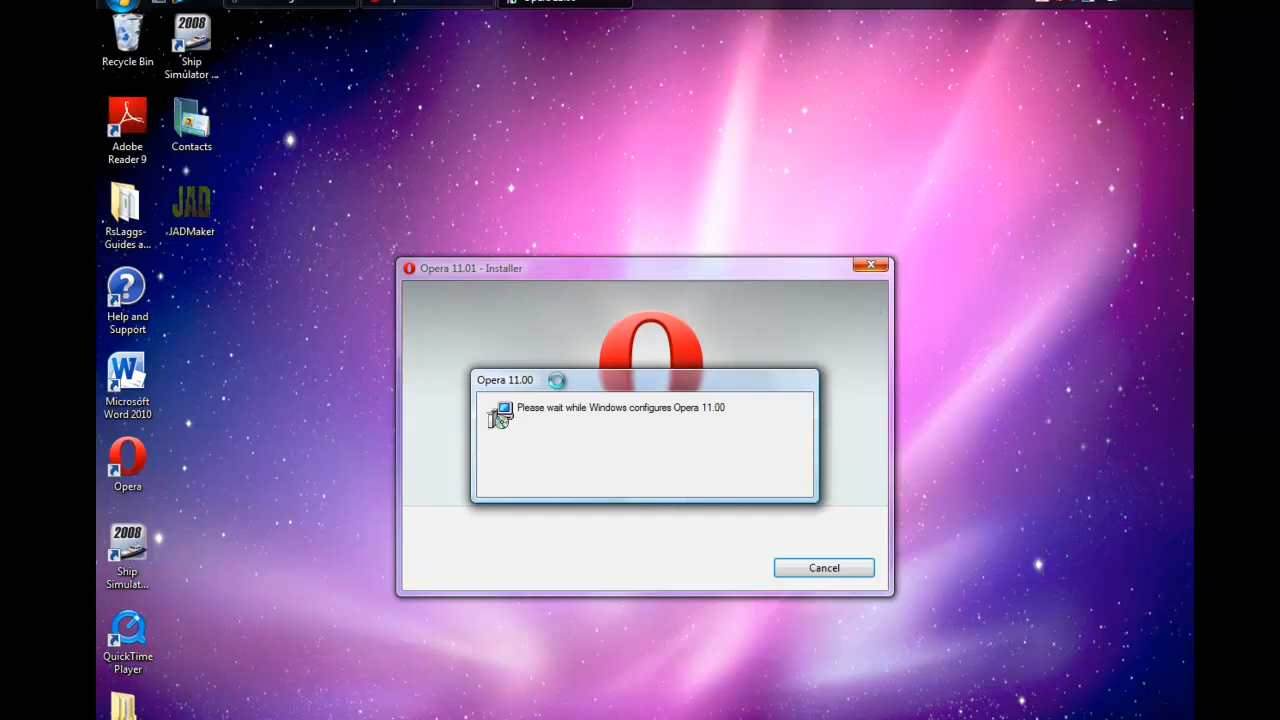 Recycle Bin
2008
Ship
Simulator ...
Adobe
Reader 9
Contacts
RsLaggs-
Guides a...
JAD
JADMaker
Help and
Support
Microsoft
Word 2010
Opera
2008
Ship
Simulat...
QuickTime
Player
Opera 11.01 - Installer
Opera 11.00
Please wait while Windows configures Opera 11.00
Cancel